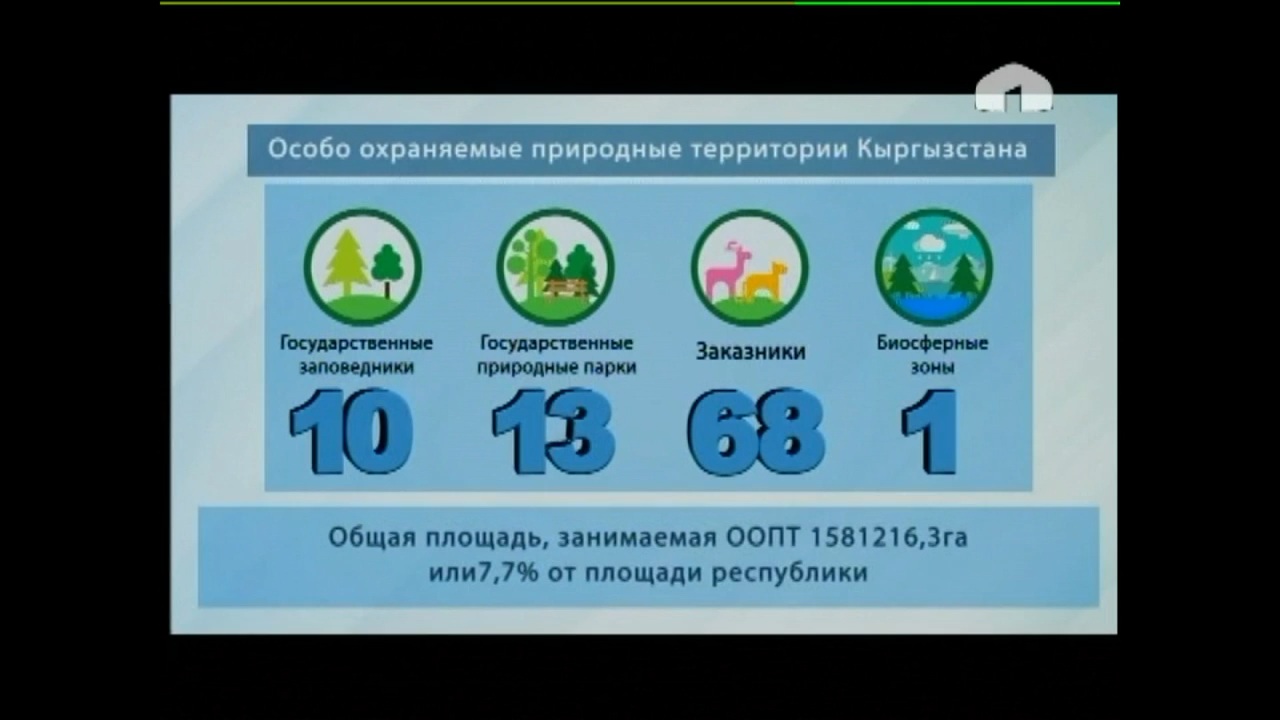 1
Особо охраняемые природные территории Кыргызстана
Государственные заповедники
10
Государственные природные парки
13
Заказники
68
Биосферные зоны
1
Общая площадь, занимаемая ООПТ 1581216,3га
или7,7% от площади республики